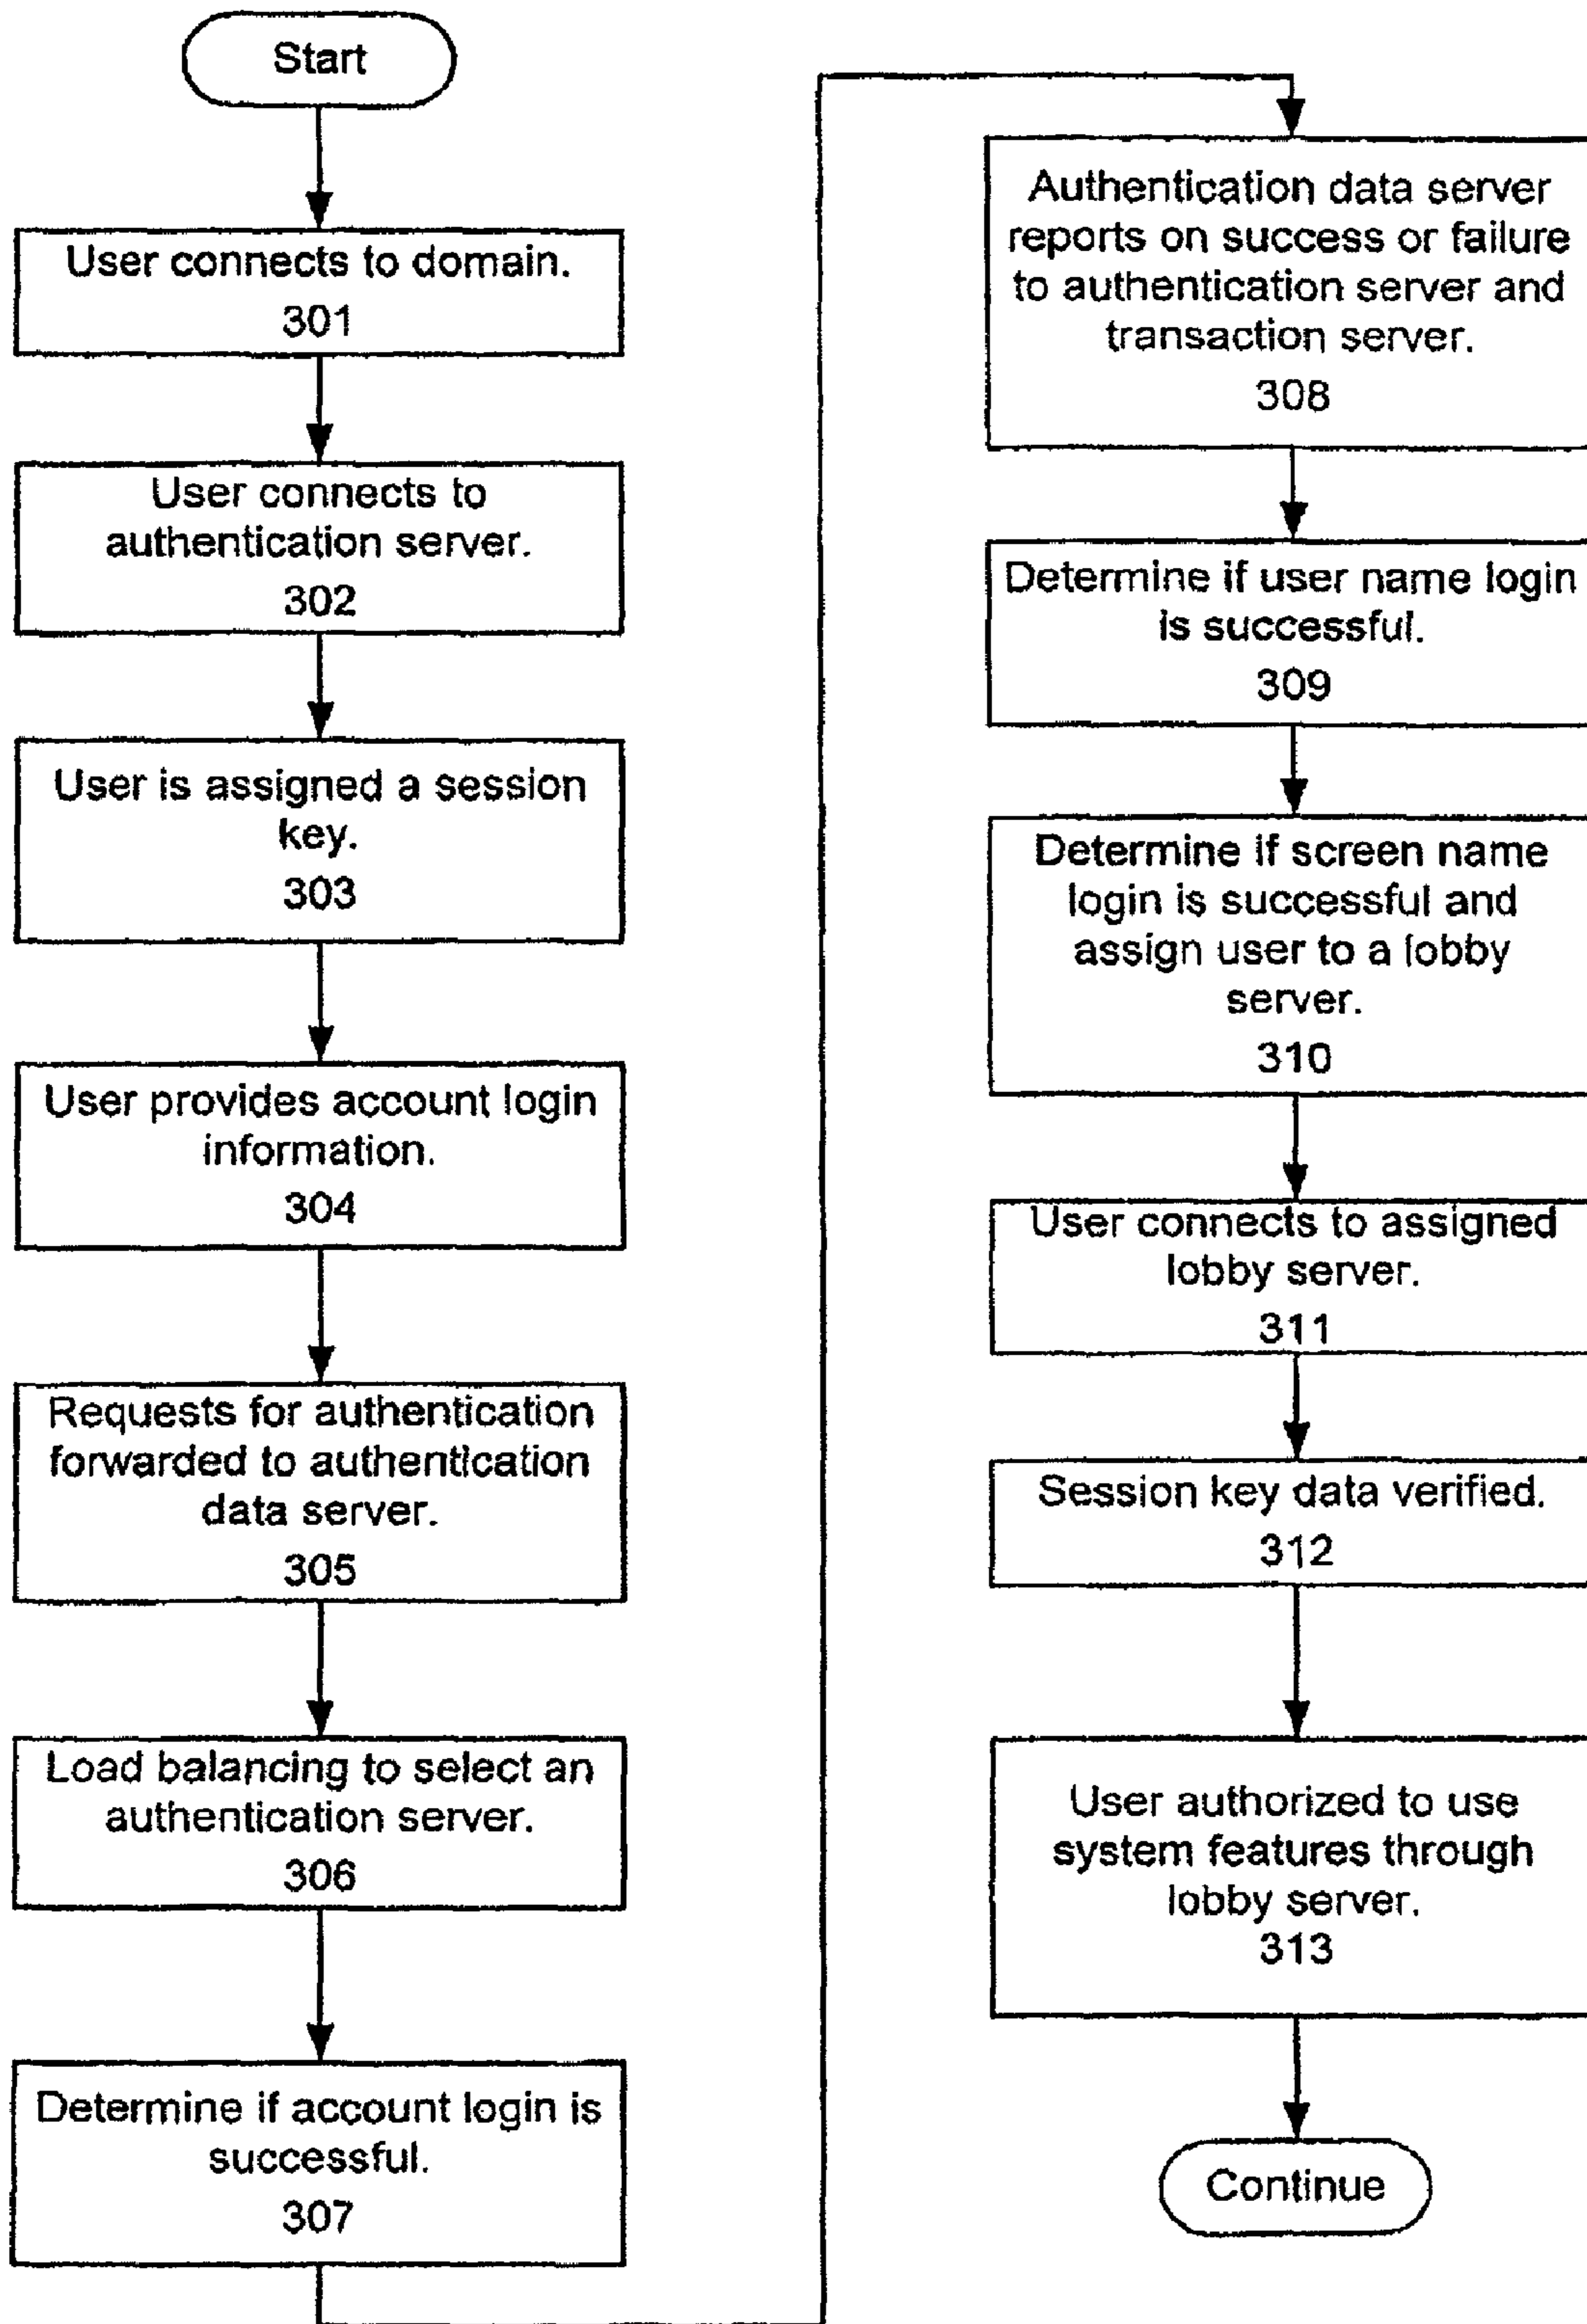 Start
User connects to domain.
301
User connects to
authentication server.
302
User is assigned a session
key.
303
User provides account login
information.
304
Requests for authentication
forwarded to authentication
data server.
305
Load balancing to select an
authentication server.
306
Determine if account login is
successful.
307
Authentication data server
reports on success or failure
to authentication server and
transaction server.
308
Determine if user name login
is successful.
309
Determine if screen name
login is successful and
assign user to a lobby
server.
310
User connects to assigned
lobby server.
311
Session key data verified.
312
User authorized to use
system features through
lobby server.
313
Continue